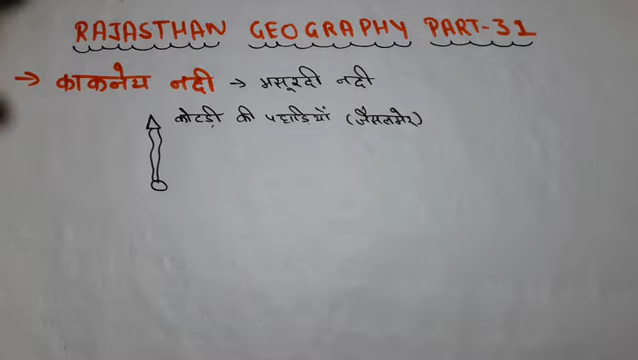 RAJASTHAN GEOGRAPHY PART-31
→ काकनेय नदी → मसूरदी नदी
कोटड़ी की पहाड़ियाँ (जैसलमेर)